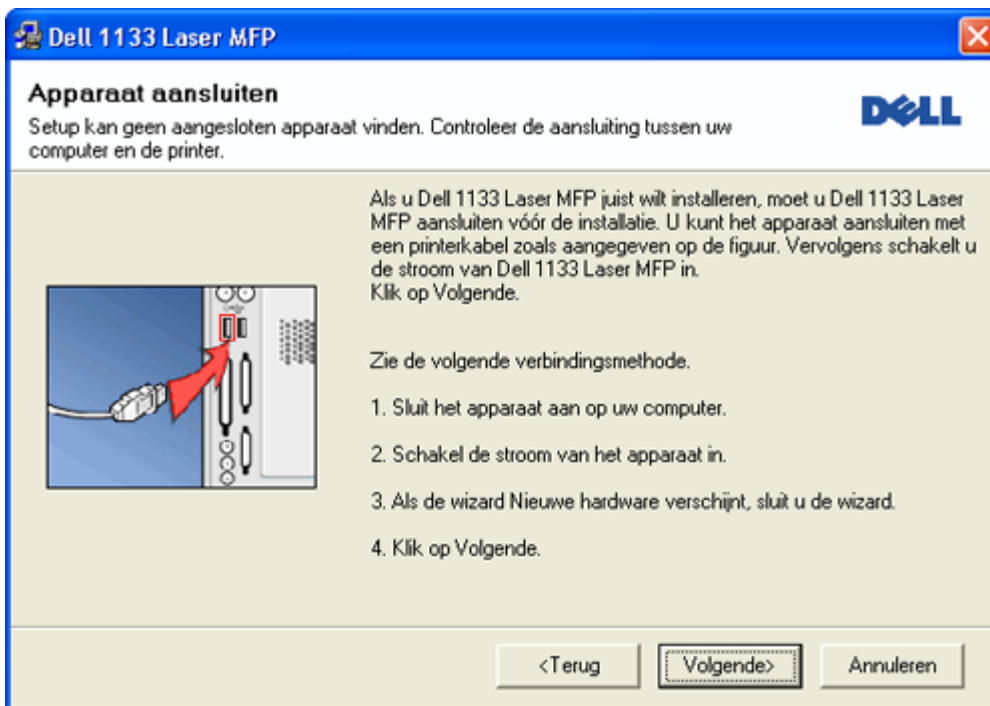 Dell 1133 Laser MFP
Apparaat aansluiten
Setup kan geen aangesloten apparaat vinden. Controleer de aansluiting tussen uw
computer en de printer.
DELL
Als u Dell 1133 Laser MFP juist wilt installeren, moet u Dell 1133 Laser
MFP aansluiten vóór de installatie. U kunt het apparaat aansluiten met
een printerkabel zoals aangegeven op de figuur. Vervolgens schakelt u
de stroom van Dell 1133 Laser MFP in.
Klik op Volgende.
Zie de volgende verbindingsmethode.
1. Sluit het apparaat aan op uw computer.
2. Schakel de stroom van het apparaat in.
3. Als de wizard Nieuwe hardware verschijnt, sluit u de wizard.
4. Klik op Volgende.
<Terug
Volgende>
Annuleren